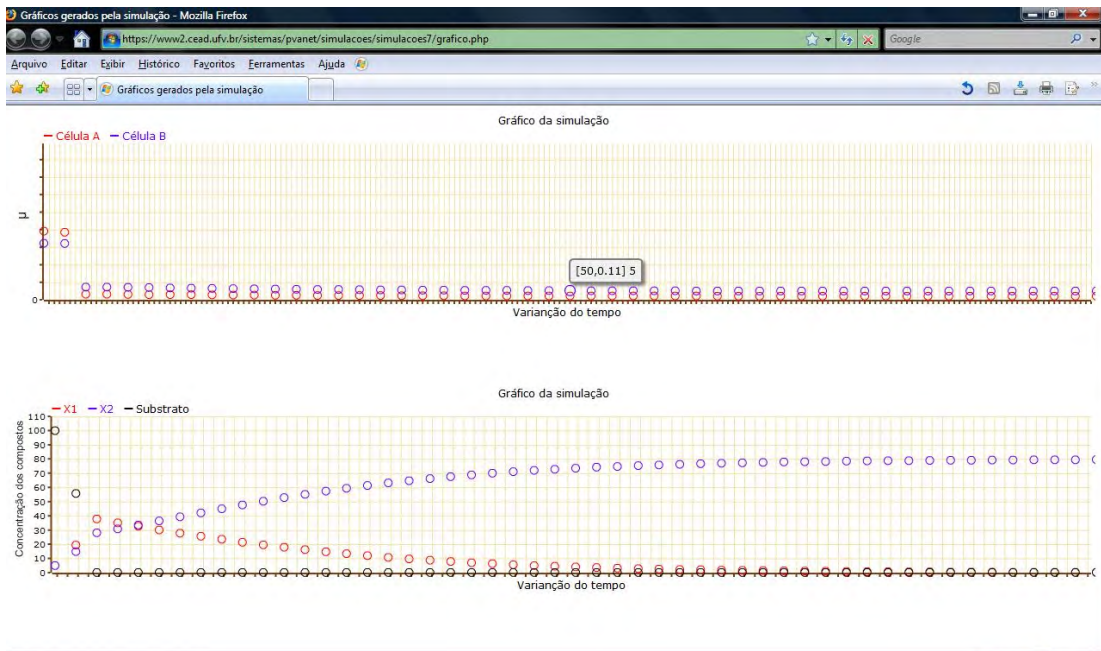 Gráficos gerados pela simulação - Mozilla Firefox
https://www2.cead.ufv.br/sistemas/pvanet/simulacoes/simulacoes7/grafico.php
Google
Arquivo Editar Exibir Histórico Favoritos Ferramentas Ajuda
Gráficos gerados pela simulação
Gráfico da simulação
Célula A Célula B
µ
[50,0.11] 5
0
Varianção do tempo
Gráfico da simulação
X1 X2 Substrato
Concentração dos compostos
110
100
90
80
70
60
50
40
30
20
10
0
Varianção do tempo